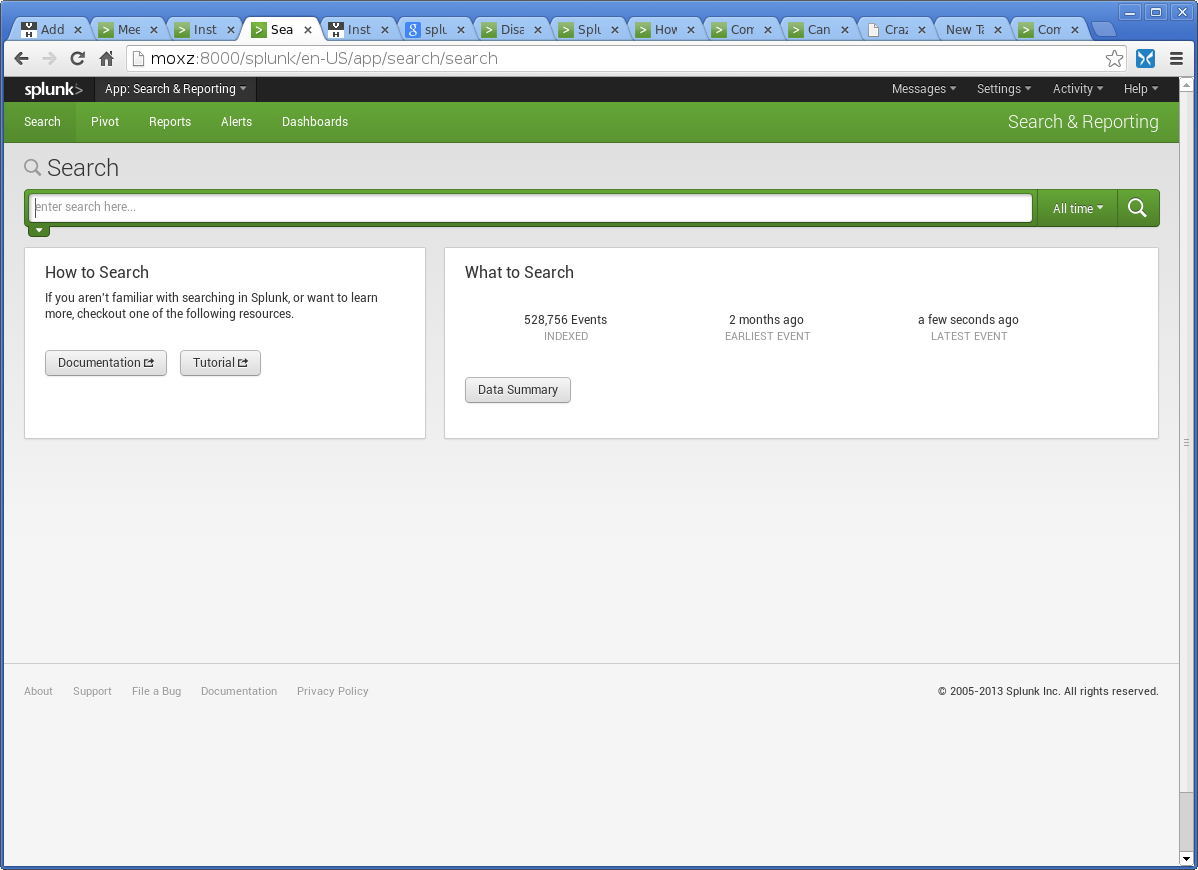 Add Mee Inst Sea Inst splu Disa Splu How Com Can Craz New Ta Com
moxz:8000/splunk/en-US/app/search/search
splunk> App: Search & Reporting Messages Settings Activity Help
Search Pivot Reports Alerts Dashboards Search & Reporting
Search
enter search here...
All time
How to Search
If you aren't familiar with searching in Splunk, or want to learn
more, checkout one of the following resources.
Documentation Tutorial
What to Search
528,756 Events 2 months ago a few seconds ago
INDEXED EARLIEST EVENT LATEST EVENT
Data Summary
About Support File a Bug Documentation Privacy Policy © 2005-2013 Splunk Inc. All rights reserved.